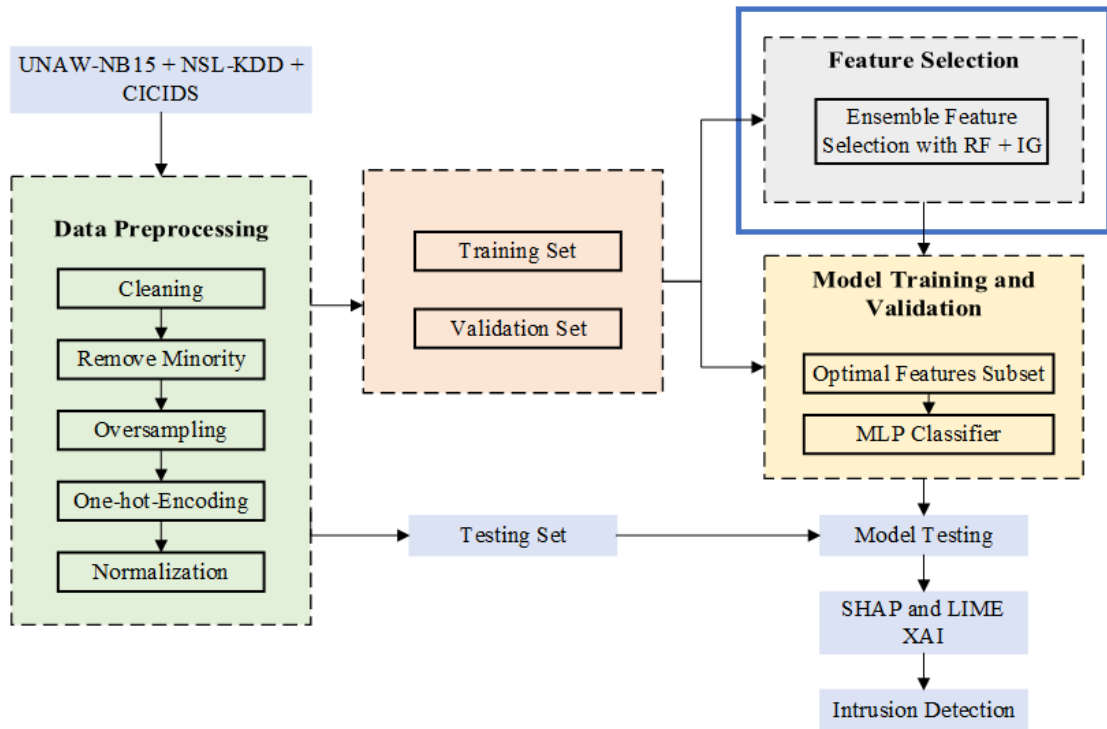 UNAW-NB15 + NSL-KDD +
CICIDS
Data Preprocessing
Cleaning
Remove Minority
Oversampling
One-hot-Encoding
Normalization
Training Set
Validation Set
Testing Set
Feature Selection
Ensemble Feature
Selection with RF + IG
Model Training and
Validation
Optimal Features Subset
MLP Classifier
Model Testing
SHAP and LIME
XAI
Intrusion Detection